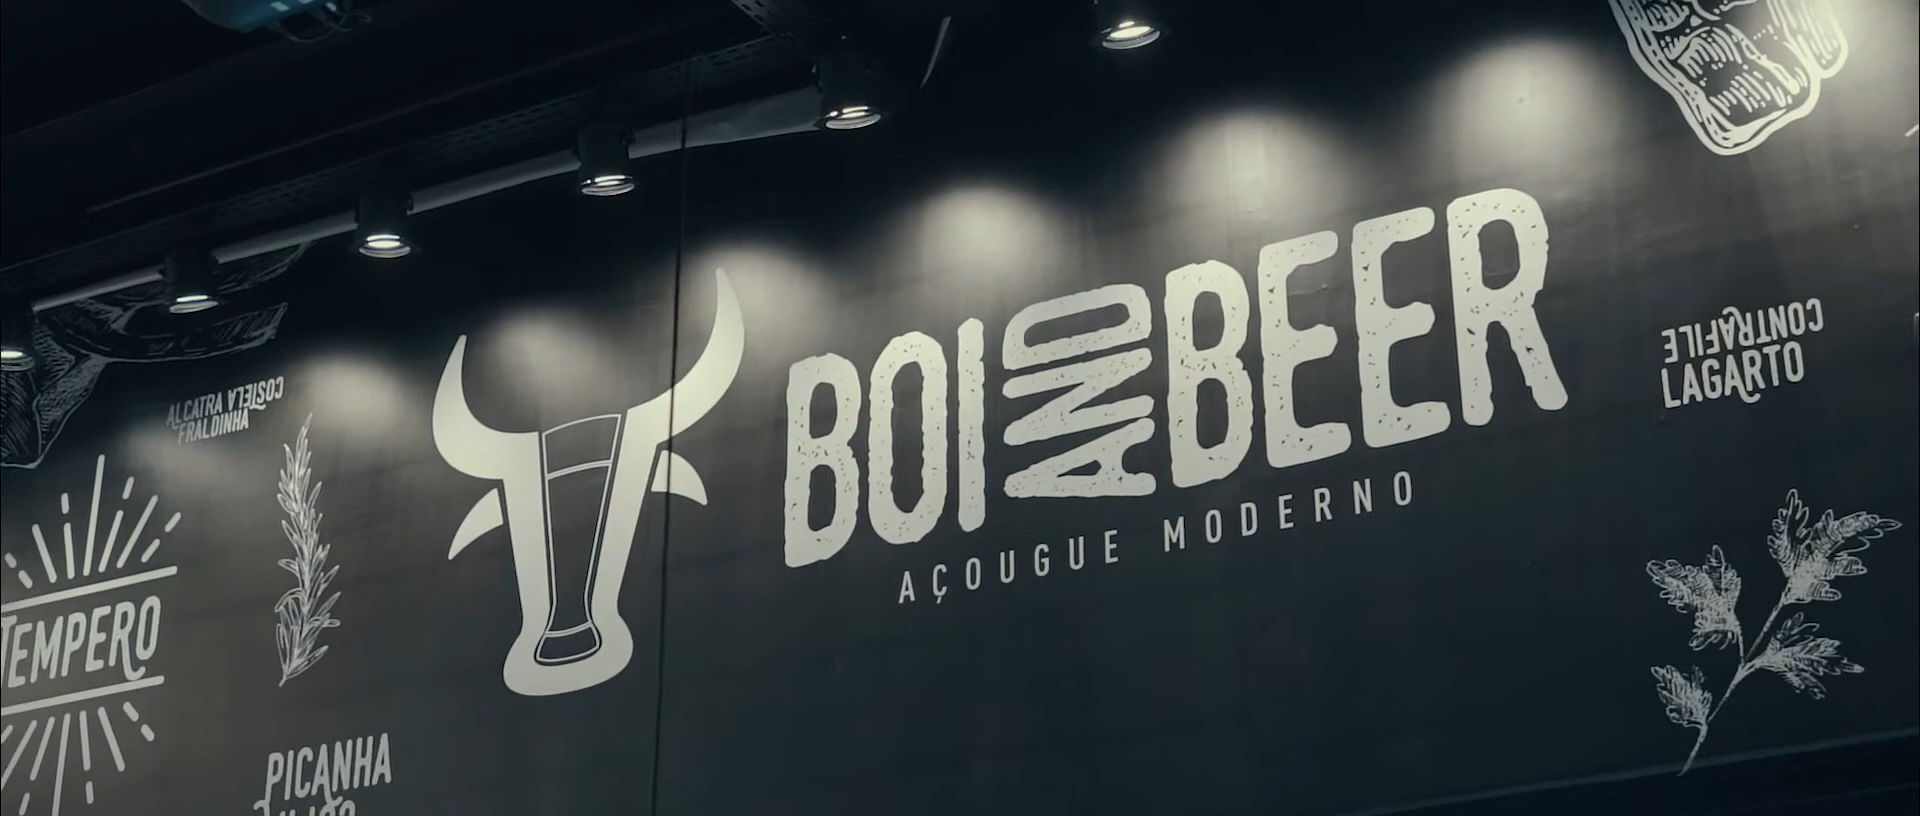 BOI AND BEER
AÇOUGUE MODERNO
ALCATRA COSTELA
FRALDINHA
TEMPERO
PICANHA
CONTRAFILE
LAGARTO